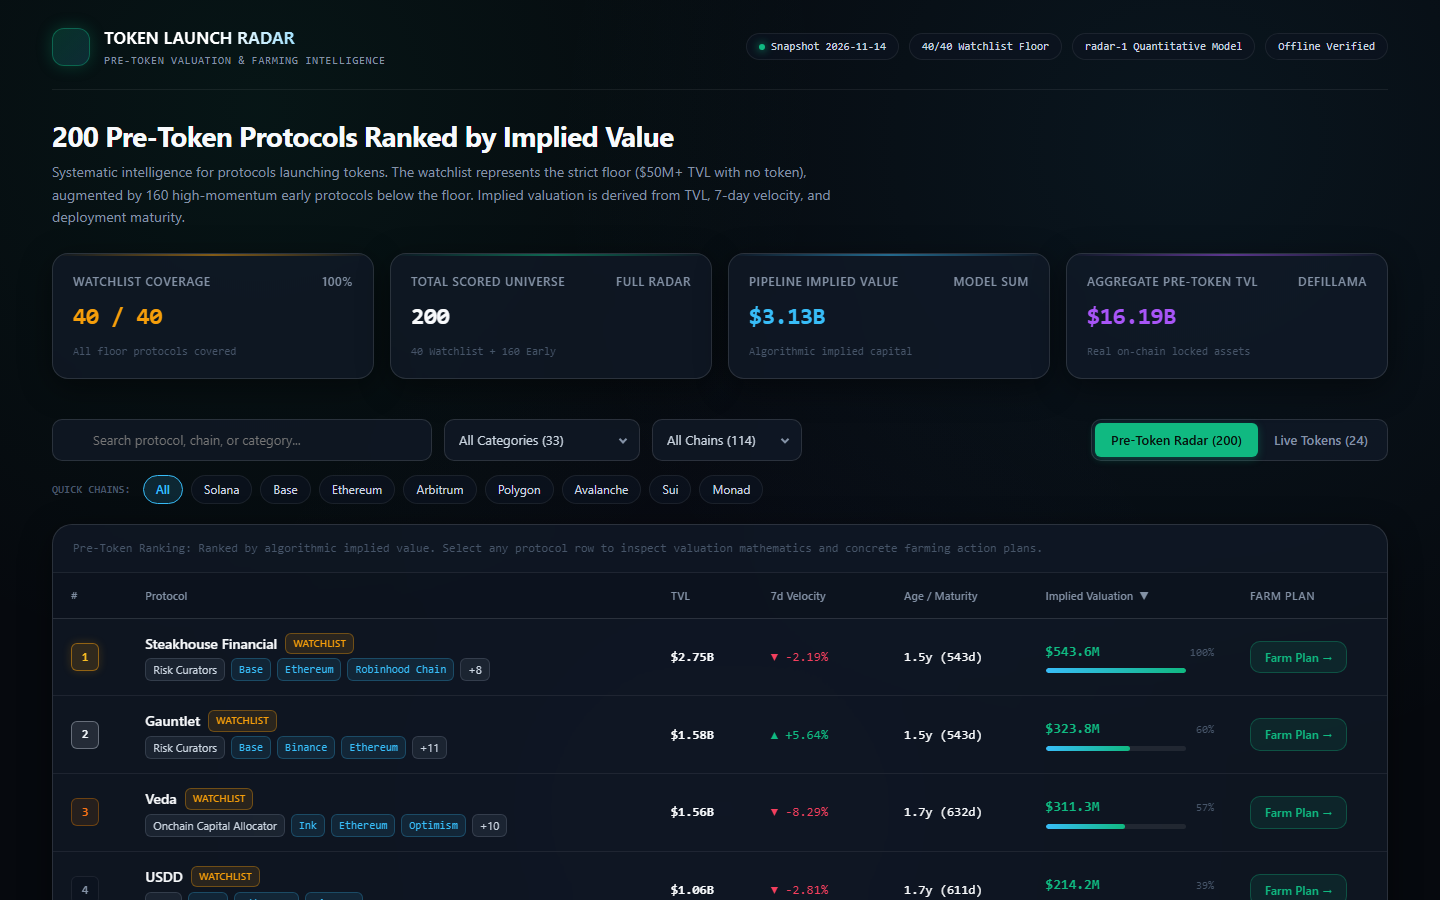 TOKEN LAUNCH RADAR
PRE-TOKEN VALUATION & FARMING INTELLIGENCE
Snapshot 2026-11-14
40/40 Watchlist Floor
radar-1 Quantitative Model
Offline Verified
200 Pre-Token Protocols Ranked by Implied Value
Systematic intelligence for protocols launching tokens. The watchlist represents the strict floor ($50M+ TVL with no token),
augmented by 160 high-momentum early protocols below the floor. Implied valuation is derived from TVL, 7-day velocity, and
deployment maturity.
WATCHLIST COVERAGE 100%
40 / 40
All floor protocols covered
TOTAL SCORED UNIVERSE FULL RADAR
200
40 Watchlist + 160 Early
PIPELINE IMPLIED VALUE MODEL SUM
$3.13B
Algorithmic implied capital
AGGREGATE PRE-TOKEN TVL DEFILLAMA
$16.19B
Real on-chain locked assets
Search protocol, chain, or category...
All Categories (33)
All Chains (114)
Pre-Token Radar (200)
Live Tokens (24)
QUICK CHAINS: All Solana Base Ethereum Arbitrum Polygon Avalanche Sui Monad
Pre-Token Ranking: Ranked by algorithmic implied value. Select any protocol row to inspect valuation mathematics and concrete farming action plans.
# Protocol TVL 7d Velocity Age / Maturity Implied Valuation ▼ FARM PLAN
1 Steakhouse Financial WATCHLIST
Risk Curators Base Ethereum Robinhood Chain +8
$2.75B ▼ -2.19% 1.5y (543d) $543.6M 100% Farm Plan →
2 Gauntlet WATCHLIST
Risk Curators Base Binance Ethereum +11
$1.58B ▲ +5.64% 1.5y (543d) $323.8M 60% Farm Plan →
3 Veda WATCHLIST
Onchain Capital Allocator Ink Ethereum Optimism +10
$1.56B ▼ -8.29% 1.7y (632d) $311.3M 57% Farm Plan →
4 USDD WATCHLIST
$1.06B ▼ -2.81% 1.7y (611d) $214.2M 39% Farm Plan →